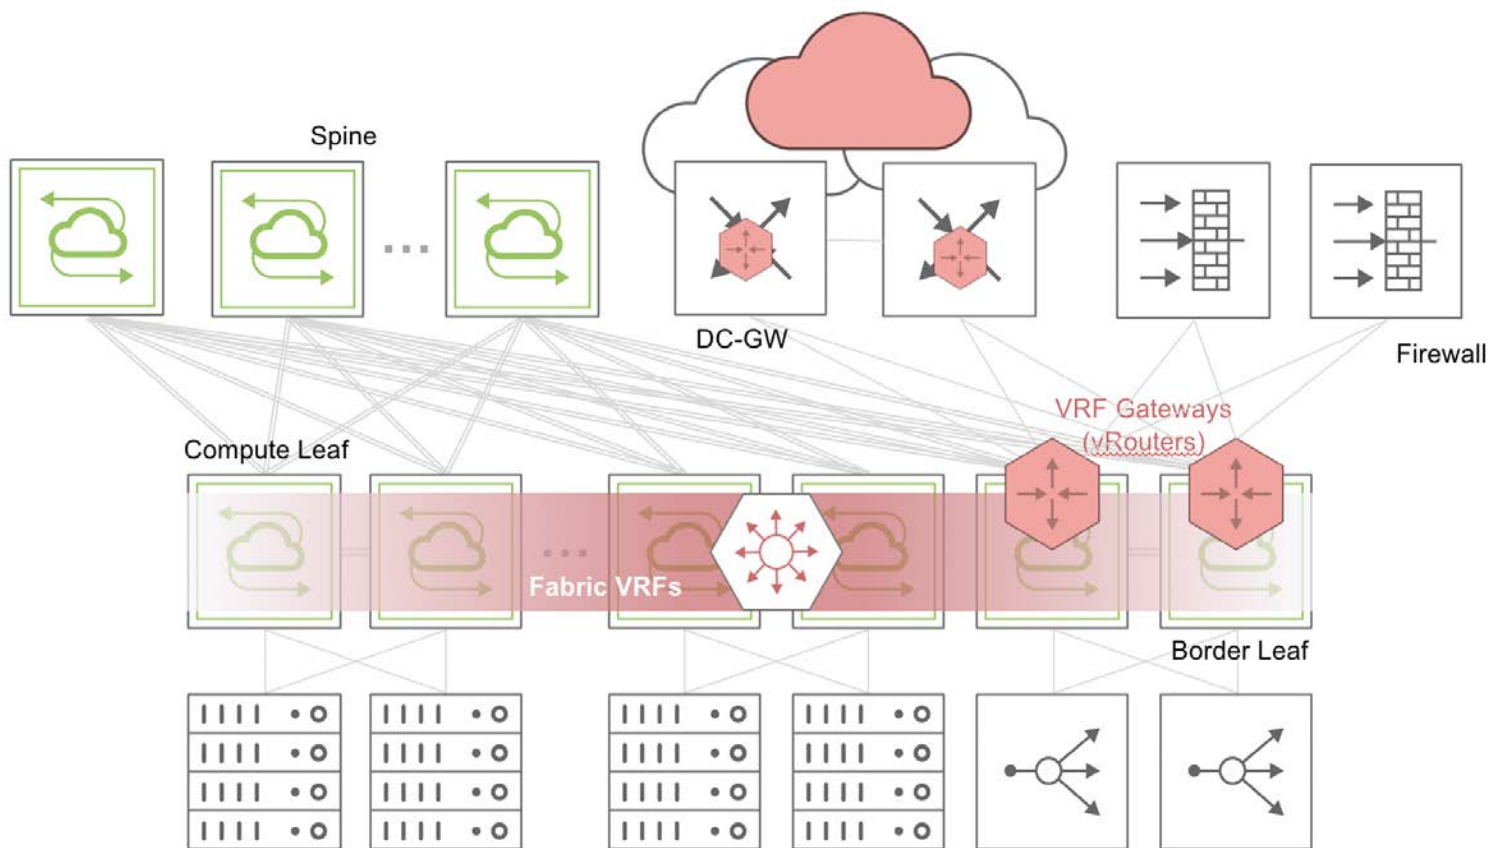 Spine
DC-GW
Firewall
VRF Gateways
(vRouters)
Compute Leaf
Fabric VRFs
Border Leaf